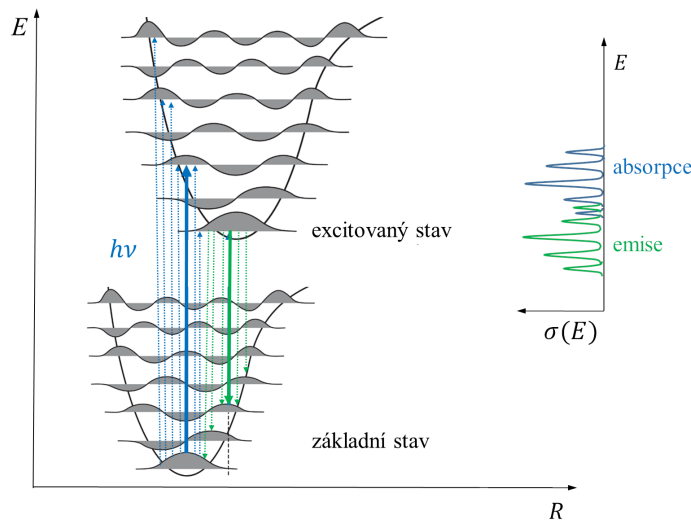 E
E
absorpce
excitovaný stav
hν
emise
σ(E)
základní stav
R